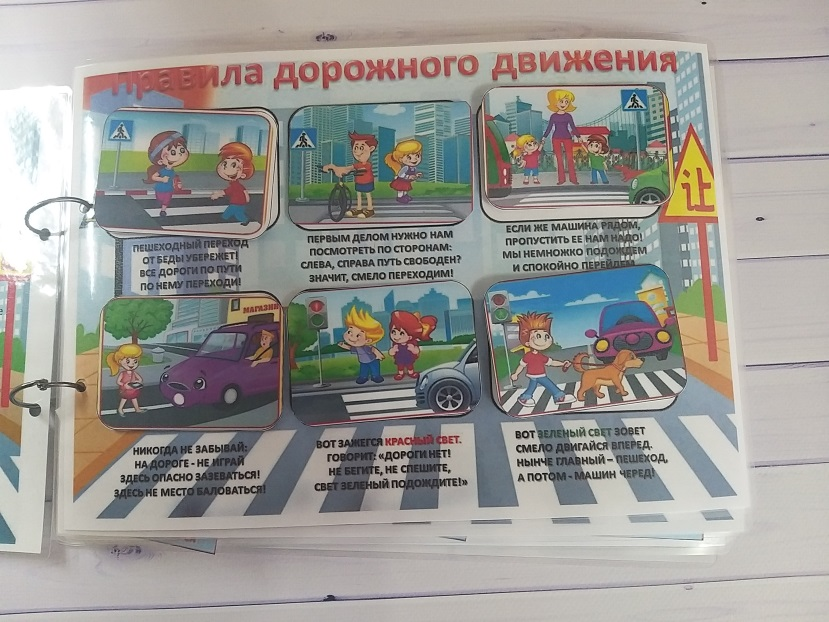 Правила дорожного движения
ПЕШЕХОДНЫЙ ПЕРЕХОД
ОТ БЕДЫ УБЕРЕЖЕТ!
ВСЕ ДОРОГИ ПО ПУТИ
ПО НЕМУ ПЕРЕХОДИ!
ПЕРВЫМ ДЕЛОМ НУЖНО НАМ
ПОСМОТРЕТЬ ПО СТОРОНАМ:
СЛЕВА, СПРАВА ПУТЬ СВОБОДЕН?
ЗНАЧИТ, СМЕЛО ПЕРЕХОДИМ!
ЕСЛИ ЖЕ МАШИНА РЯДОМ,
ПРОПУСТИТЬ ЕЕ НАМ НАДО!
МЫ НЕМНОЖКО ПОДОЖДЕМ
И СПОКОЙНО ПЕРЕЙДЕМ
让
МАГАЗИН
НИКОГДА НЕ ЗАБЫВАЙ:
НА ДОРОГЕ - НЕ ИГРАЙ
ЗДЕСЬ ОПАСНО ЗАЗЕВАТЬСЯ!
ЗДЕСЬ НЕ МЕСТО БАЛОВАТЬСЯ!
ВОТ ЗАЖЕГСЯ КРАСНЫЙ СВЕТ.
ГОВОРИТ: «ДОРОГИ НЕТ!
НЕ БЕГИТЕ, НЕ СПЕШИТЕ,
СВЕТ ЗЕЛЕНЫЙ ПОДОЖДИТЕ!»
ВОТ ЗЕЛЕНЫЙ СВЕТ ЗОВЕТ
СМЕЛО ДВИГАЙСЯ ВПЕРЕД.
НЫНЧЕ ГЛАВНЫЙ – ПЕШЕХОД,
А ПОТОМ - МАШИН ЧЕРЕД!